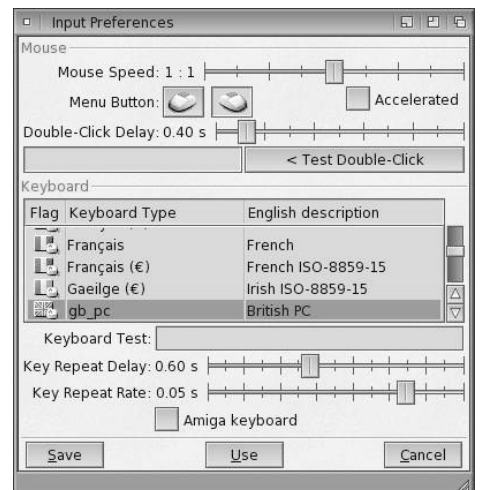 Input Preferences
Mouse
Mouse Speed: 1 : 1
Menu Button:
Accelerated
Double-Click Delay: 0.40 s
< Test Double-Click
Keyboard
Flag Keyboard Type English description
Français French
Français (€) French ISO-8859-15
Gaeilge (€) Irish ISO-8859-15
gb_pc British PC
Keyboard Test:
Key Repeat Delay: 0.60 s
Key Repeat Rate: 0.05 s
Amiga keyboard
Save Use Cancel